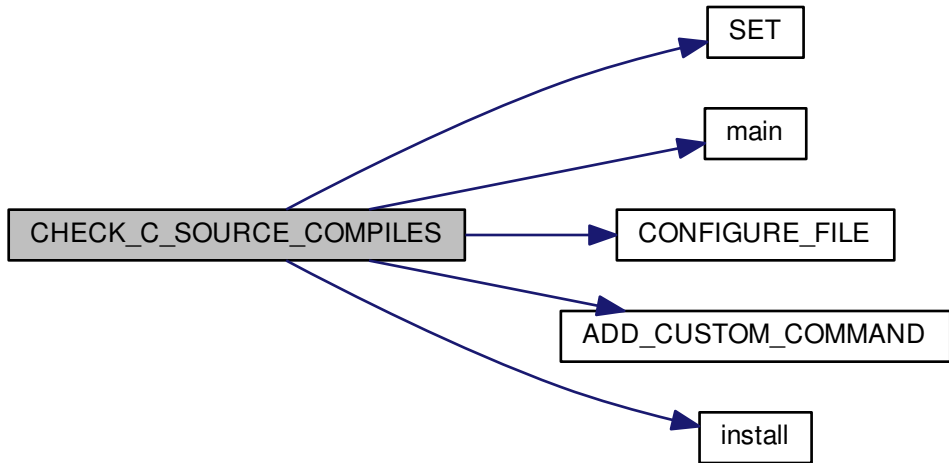 SET
main
CHECK_C_SOURCE_COMPILES
CONFIGURE_FILE
ADD_CUSTOM_COMMAND
install